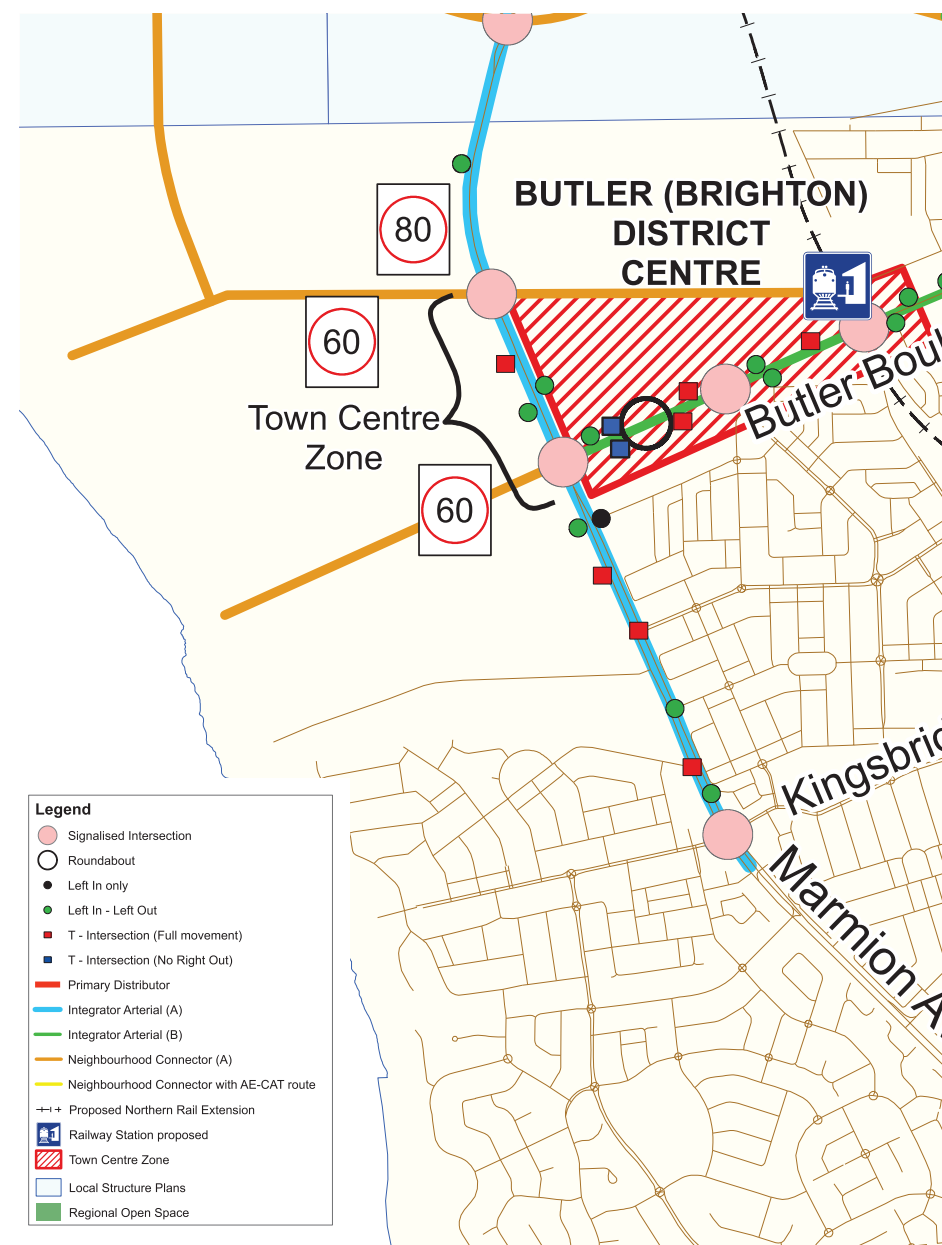 80
BUTLER (BRIGHTON)
DISTRICT
CENTRE
60
Town Centre
Zone
60
Butler Boul
Kingsbrid
Marmion A
Legend
Signalised Intersection
Roundabout
Left In only
Left In - Left Out
T - Intersection (Full movement)
T - Intersection (No Right Out)
Primary Distributor
Integrator Arterial (A)
Integrator Arterial (B)
Neighbourhood Connector (A)
Neighbourhood Connector with AE-CAT route
Proposed Northern Rail Extension
Railway Station proposed
Town Centre Zone
Local Structure Plans
Regional Open Space